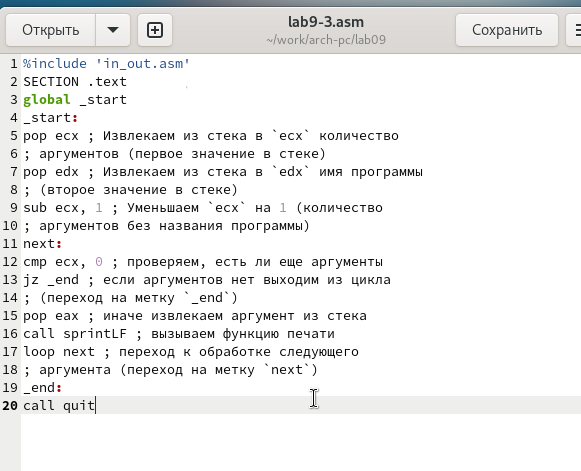 Открыть
lab9-3.asm
~/work/arch-pc/lab09
Сохранить
1 %include 'in_out.asm'
2 SECTION .text
3 global _start
4 _start:
5 pop ecx ; Извлекаем из стека в `ecx` количество
6 ; аргументов (первое значение в стеке)
7 pop edx ; Извлекаем из стека в `edx` имя программы
8 ; (второе значение в стеке)
9 sub ecx, 1 ; Уменьшаем `ecx` на 1 (количество
10 ; аргументов без названия программы)
11 next:
12 cmp ecx, 0 ; проверяем, есть ли еще аргументы
13 jz _end ; если аргументов нет выходим из цикла
14 ; (переход на метку `_end`)
15 pop eax ; иначе извлекаем аргумент из стека
16 call sprintLF ; вызываем функцию печати
17 loop next ; переход к обработке следующего
18 ; аргумента (переход на метку `next`)
19 _end:
20 call quit